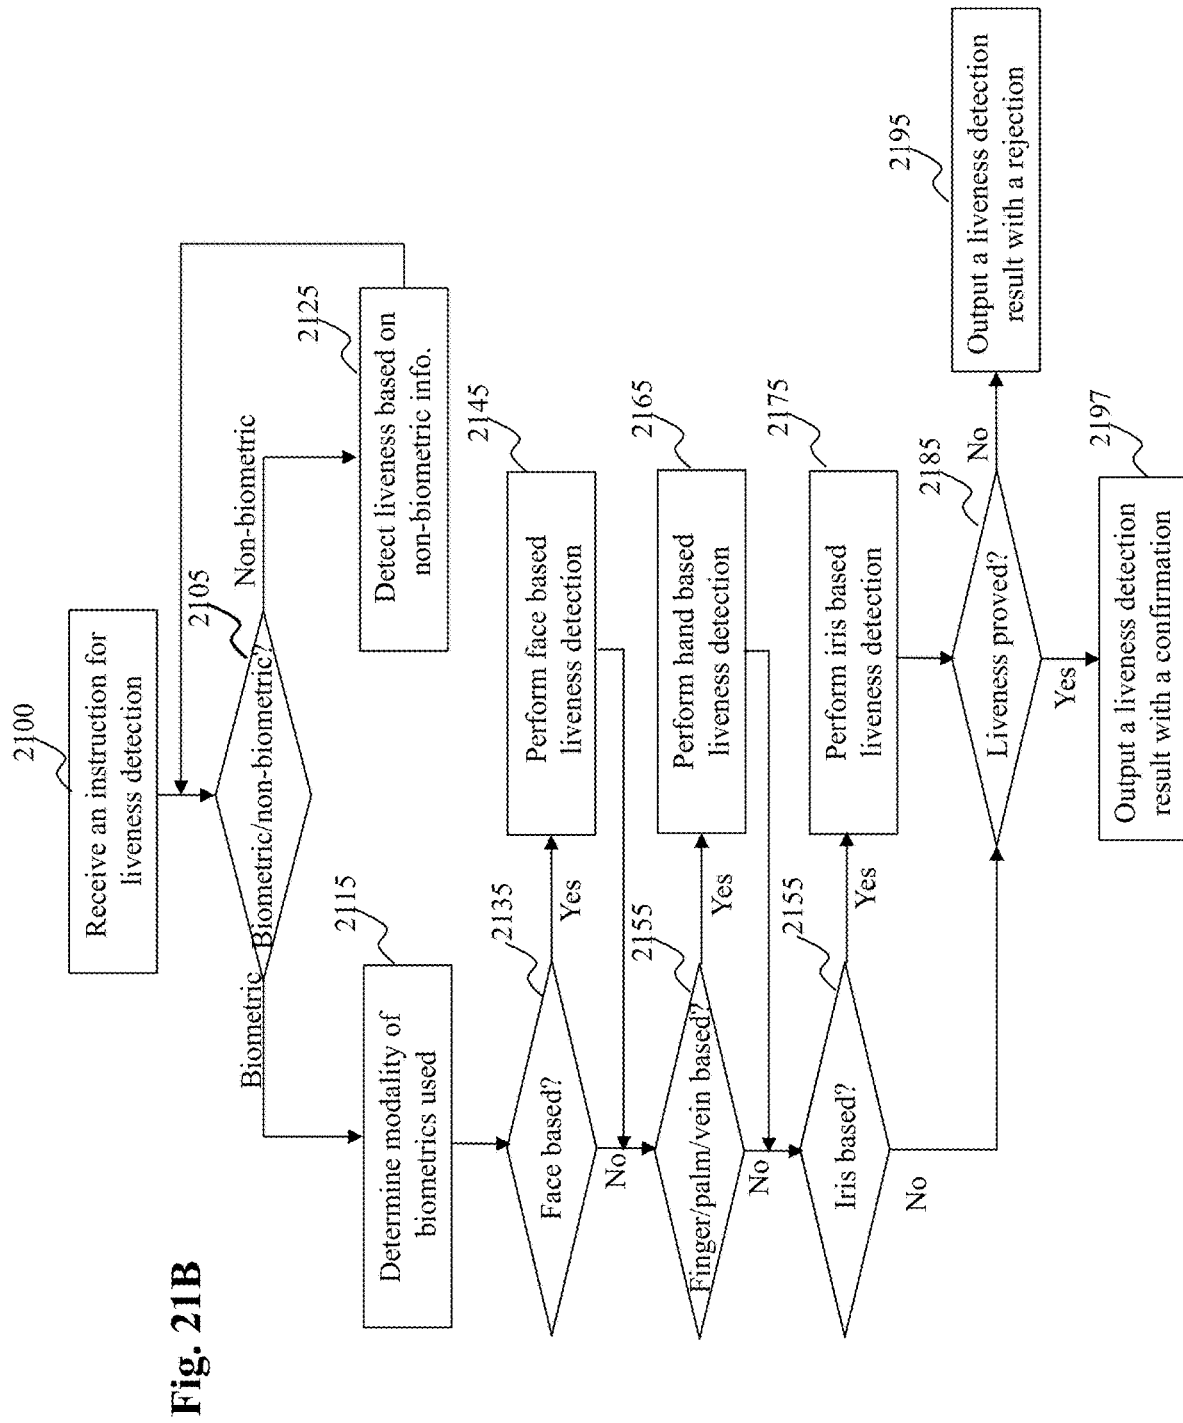 2100
Receive an instruction for
liveness detection
2105
Biometric/non-biometric?
Biometric
Non-biometric
2115
Determine modality of
biometrics used
2125
Detect liveness based on
non-biometric info.
2135
Face based?
Yes
No
2145
Perform face based
liveness detection
2155
Finger/palm/vein based?
Yes
No
2165
Perform hand based
liveness detection
2155
Iris based?
Yes
No
2175
Perform iris based
liveness detection
2185
Liveness proved?
No
Yes
2195
Output a liveness detection
result with a rejection
2197
Output a liveness detection
result with a confirmation
Fig. 21B